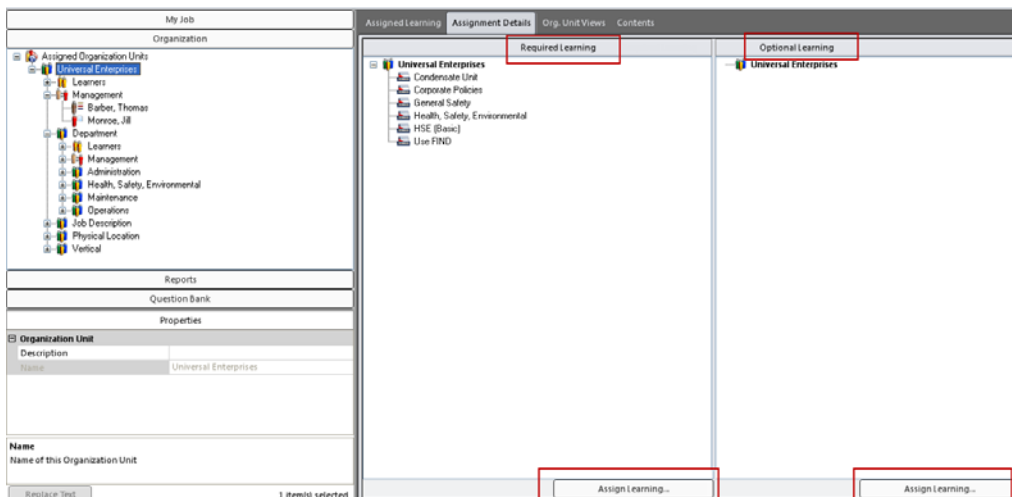 My Job
Organization
Assigned Organization Units
Universal Enterprises
Learners
Management
Barber, Thomas
Monroe, Jill
Department
Learners
Management
Administration
Health, Safety, Environmental
Maintenance
Operations
Job Description
Physical Location
Vertical
Reports
Question Bank
Properties
Organization Unit
Description
Name Universal Enterprises
Name
Name of this Organization Unit
Replace Text 1 item(s) selected
Assigned Learning Assignment Details Org. Unit Views Contents
Required Learning
Universal Enterprises
Condensate Unit
Corporate Policies
General Safety
Health, Safety, Environmental
HSE (Basic)
Use FIND
Assign Learning...
Optional Learning
Universal Enterprises
Assign Learning...